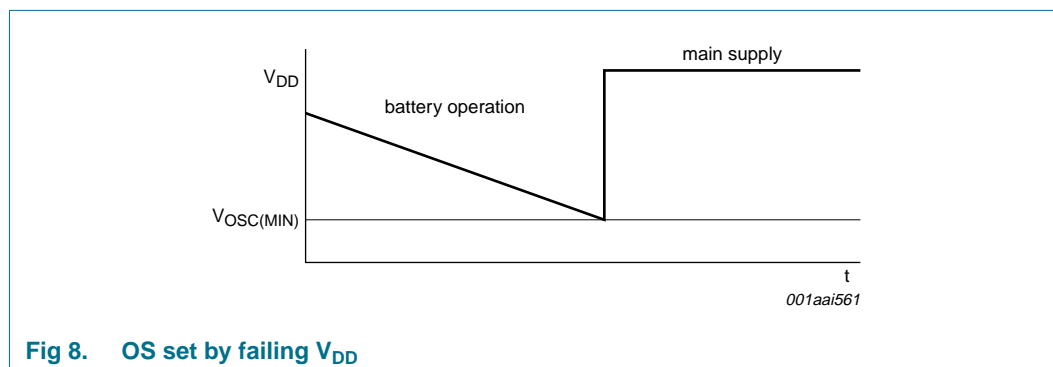 main supply
VDD
battery operation
VOSC(MIN)
t
001aai561
Fig 8. OS set by failing VDD